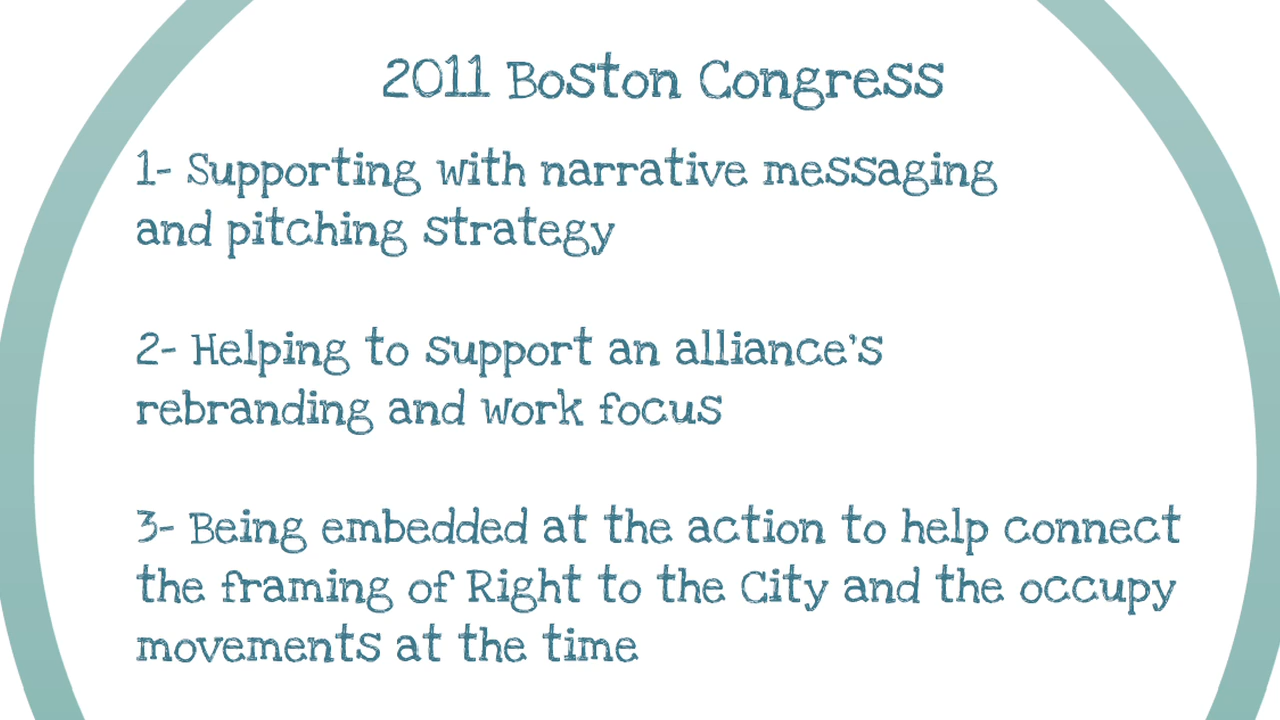 2011 Boston Congress
1- Supporting with narrative messaging
and pitching strategy
2- Helping to support an alliance's
rebranding and work focus
3- Being embedded at the action to help connect
the framing of Right to the City and the occupy
movements at the time